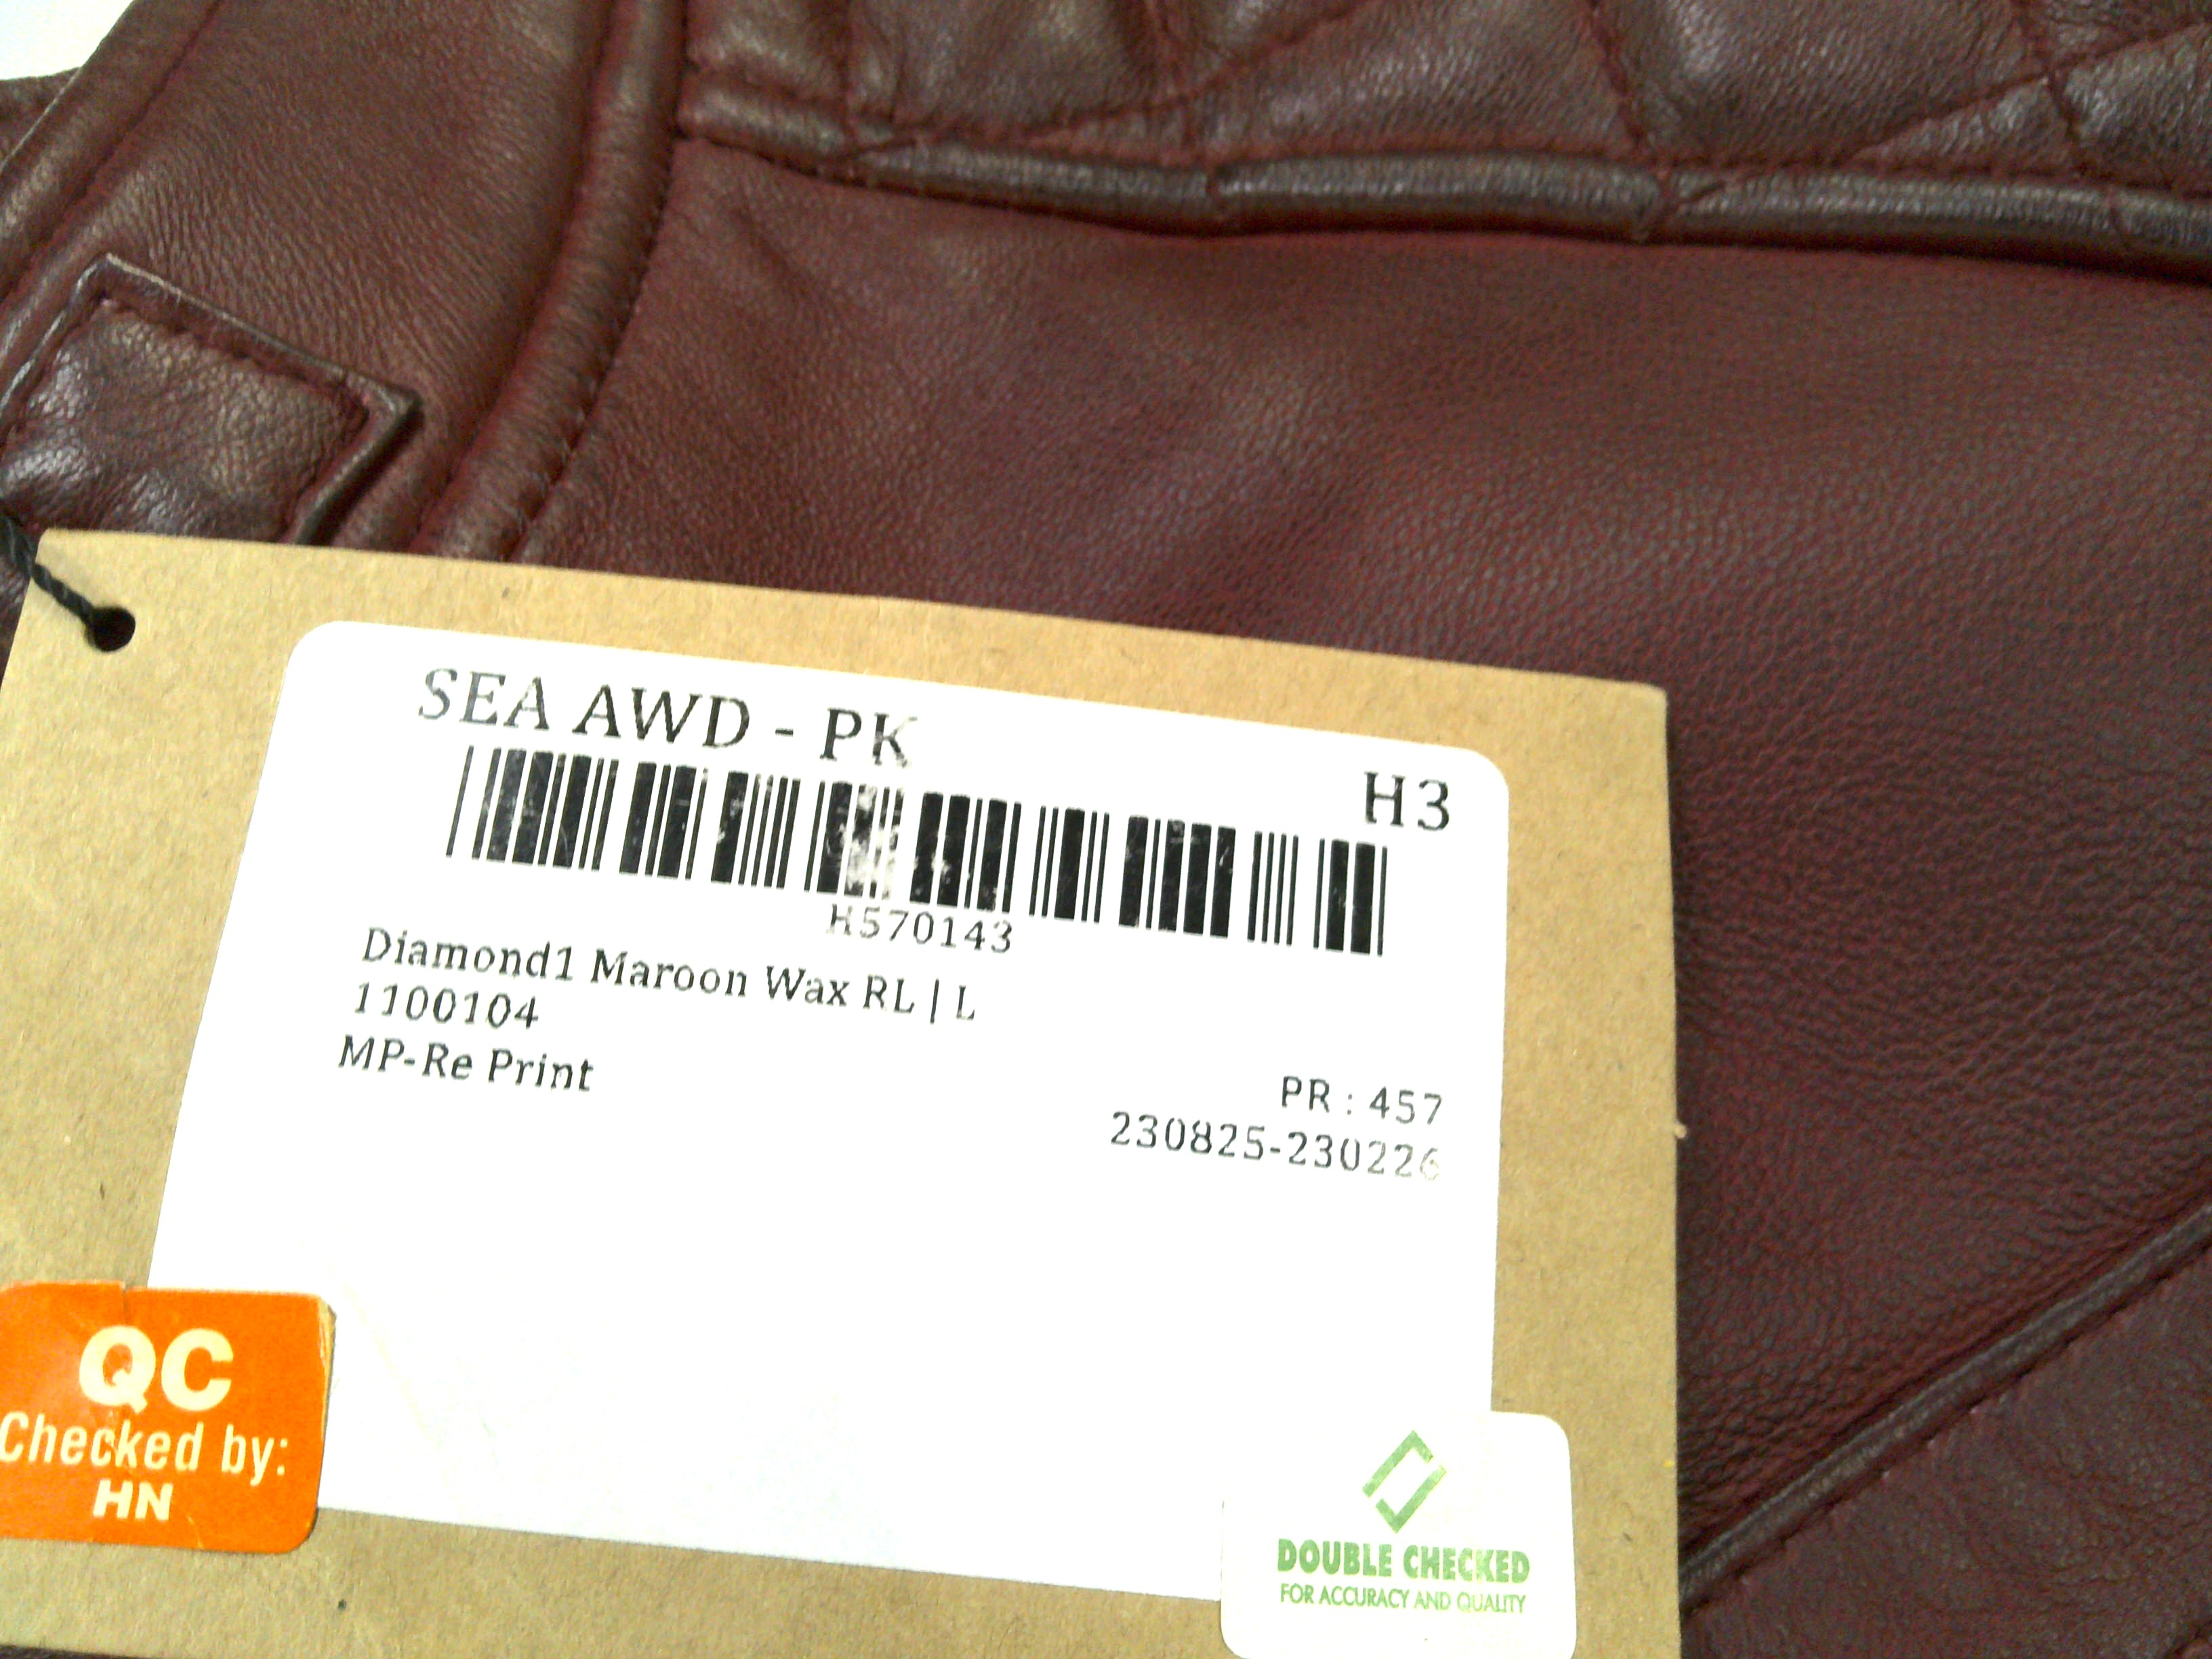 SEA AWD - PK
H3
H570143
Diamond1 Maroon Wax RL | L
1100104
MP-Re Print
PR : 457
230825-230226
QC
Checked by:
HN
DOUBLE CHECKED
FOR ACCURACY AND QUALITY